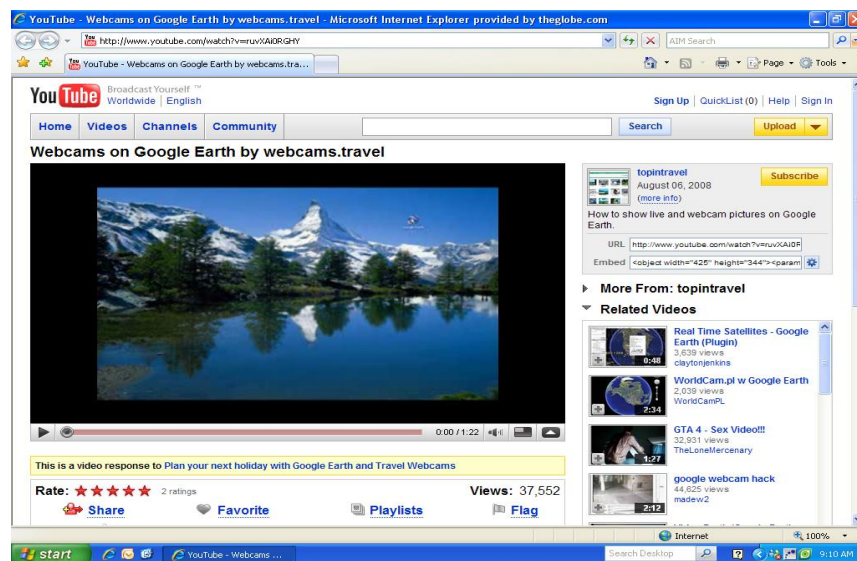 YouTube - Webcams on Google Earth by webcams.travel - Microsoft Internet Explorer provided by theglobe.com
http://www.youtube.com/watch?v=ruvXAi0RGHY
AIM Search
YouTube - Webcams on Google Earth by webcams.tra...
Page
Tools
YouTube
Broadcast Yourself ™
Worldwide | English
Sign Up | QuickList (0) | Help | Sign In
Home Videos Channels Community
Search
Upload
Webcams on Google Earth by webcams.travel
topintravel
August 06, 2008
(more info)
Subscribe
How to show live and webcam pictures on Google
Earth.
URL http://www.youtube.com/watch?v=ruvXAi0R
Embed <object width="425" height="344"><param
More From: topintravel
Related Videos
Real Time Satellites - Google
Earth (Plugin)
3,639 views
claytonjenkins
0:48
WorldCam.pl w Google Earth
2,039 views
WorldCamPL
2:34
GTA 4 - Sex Video!!!
32,931 views
TheLoneMercenary
1:27
google webcam hack
44,625 views
madew2
2:12
0:00 / 1:22
This is a video response to Plan your next holiday with Google Earth and Travel Webcams
Rate: 2 ratings
Views: 37,552
Share Favorite Playlists Flag
Internet
100%
start
YouTube - Webcams ...
Search Desktop
9:10 AM